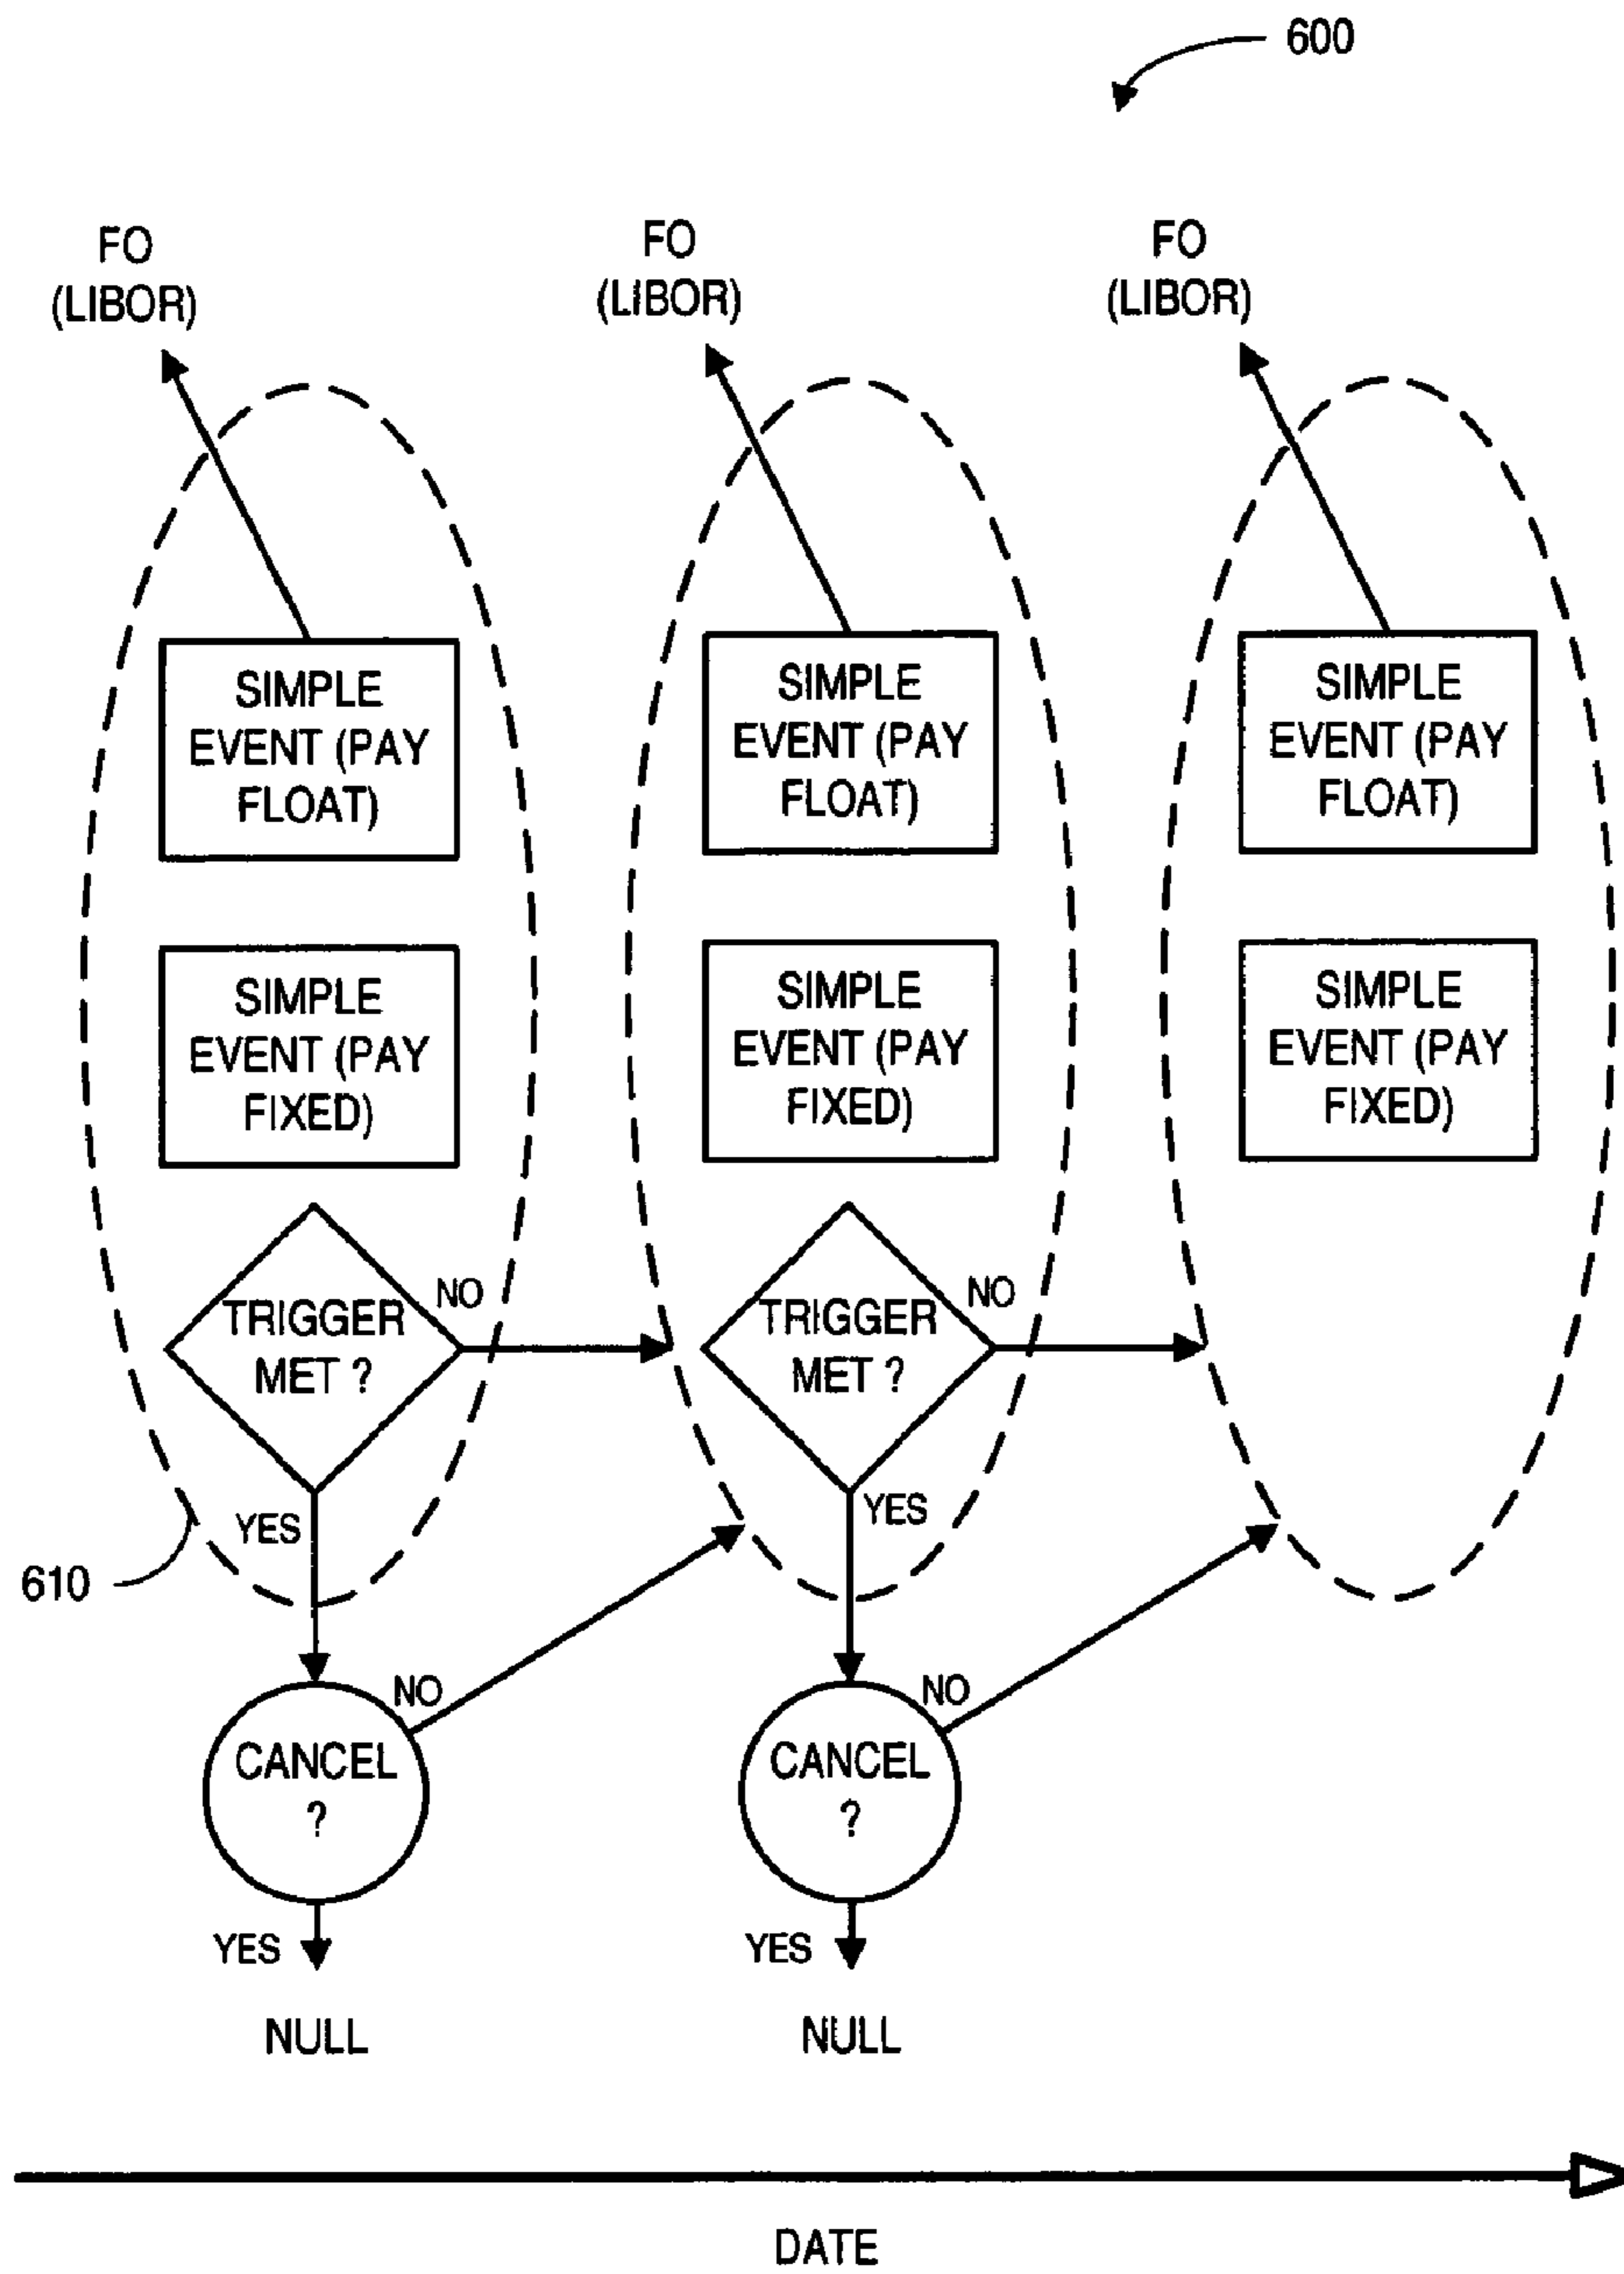 600
FO
(LIBOR)
FO
(LIBOR)
FO
(LIBOR)
SIMPLE
EVENT (PAY
FLOAT)
SIMPLE
EVENT (PAY
FLOAT)
SIMPLE
EVENT (PAY
FLOAT)
SIMPLE
EVENT (PAY
FIXED)
SIMPLE
EVENT (PAY
FIXED)
SIMPLE
EVENT (PAY
FIXED)
TRIGGER
MET ?
NO
TRIGGER
MET ?
NO
YES
YES
610
CANCEL
?
NO
CANCEL
?
NO
YES
YES
NULL
NULL
DATE